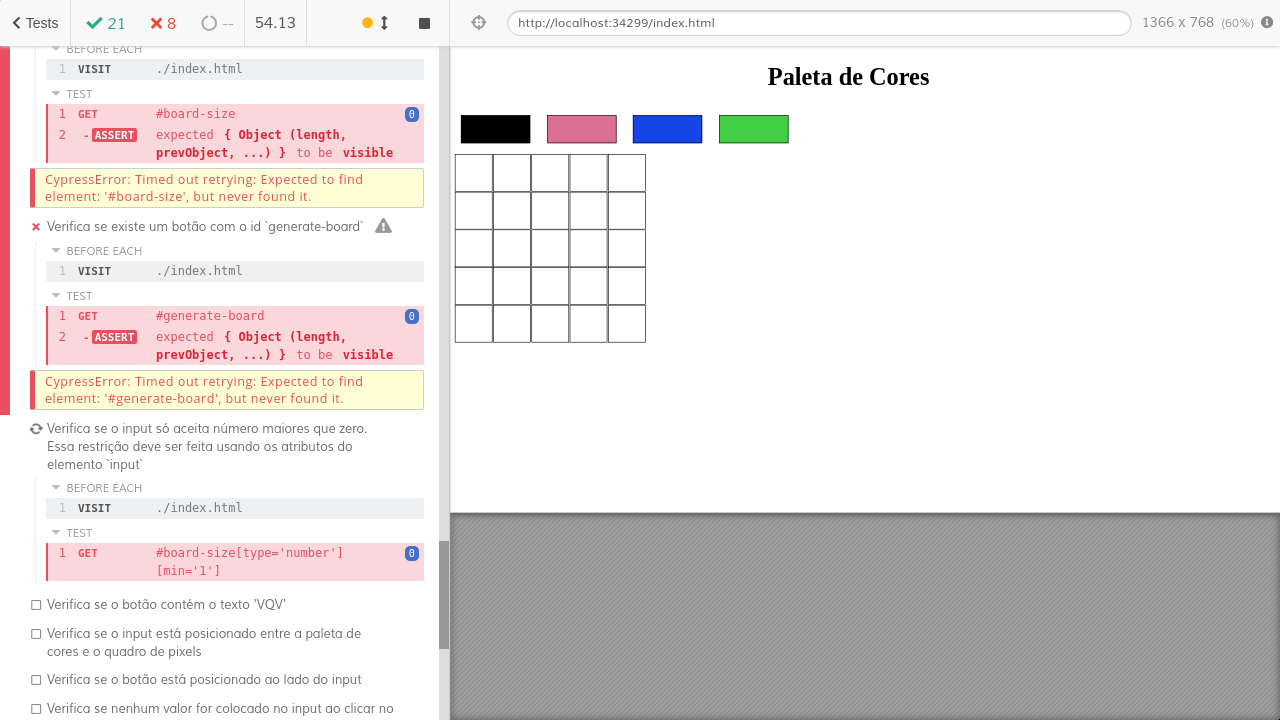 Tests
21
8
--
54.13
http://localhost:34299/index.html
1366 x 768 (60%)
BEFORE EACH
1 VISIT ./index.html
TEST
1 GET #board-size 0
2 -ASSERT expected { Object (length,
prevObject, ...) } to be visible
CypressError: Timed out retrying: Expected to find
element: '#board-size', but never found it.
Verifica se existe um botão com o id `generate-board`
BEFORE EACH
1 VISIT ./index.html
TEST
1 GET #generate-board 0
2 -ASSERT expected { Object (length,
prevObject, ...) } to be visible
CypressError: Timed out retrying: Expected to find
element: '#generate-board', but never found it.
Verifica se o input só aceita número maiores que zero.
Essa restrição deve ser feita usando os atributos do
elemento `input`
BEFORE EACH
1 VISIT ./index.html
TEST
1 GET #board-size[type='number'] 0
[min='1']
Verifica se o botão contém o texto 'VQV'
Verifica se o input está posicionado entre a paleta de
cores e o quadro de pixels
Verifica se o botão está posicionado ao lado do input
Verifica se nenhum valor for colocado no input ao clicar no
Paleta de Cores